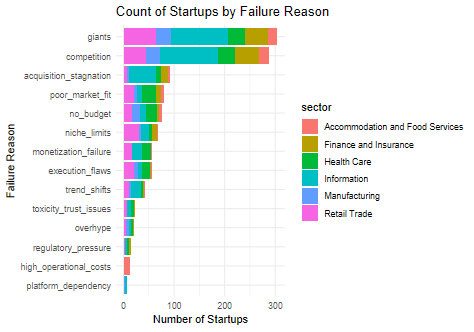 Count of Startups by Failure Reason
giants
competition
acquisition_stagnation
poor_market_fit
no_budget
niche_limits
monetization_failure
execution_flaws
trend_shifts
toxicity_trust_issues
overhype
regulatory_pressure
high_operational_costs
platform_dependency
Failure Reason
0 100 200 300
Number of Startups
sector
Accommodation and Food Services
Finance and Insurance
Health Care
Information
Manufacturing
Retail Trade